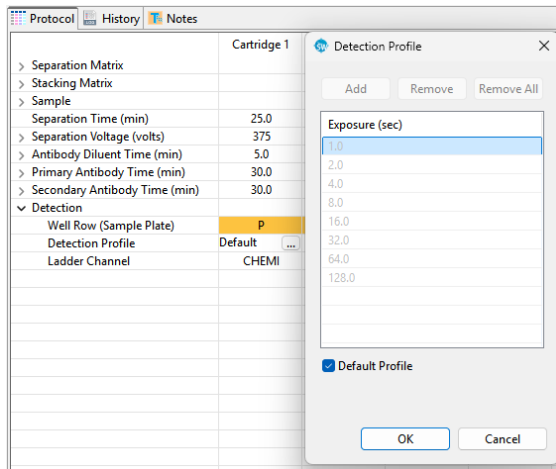 Protocol History Notes
Cartridge 1
Separation Matrix
Stacking Matrix
Sample
Separation Time (min) 25.0
Separation Voltage (volts) 375
Antibody Diluent Time (min) 5.0
Primary Antibody Time (min) 30.0
Secondary Antibody Time (min) 30.0
Detection
Well Row (Sample Plate) P
Detection Profile Default ...
Ladder Channel CHEMI
SW Detection Profile
Add Remove Remove All
Exposure (sec)
1.0
2.0
4.0
8.0
16.0
32.0
64.0
128.0
Default Profile
OK Cancel